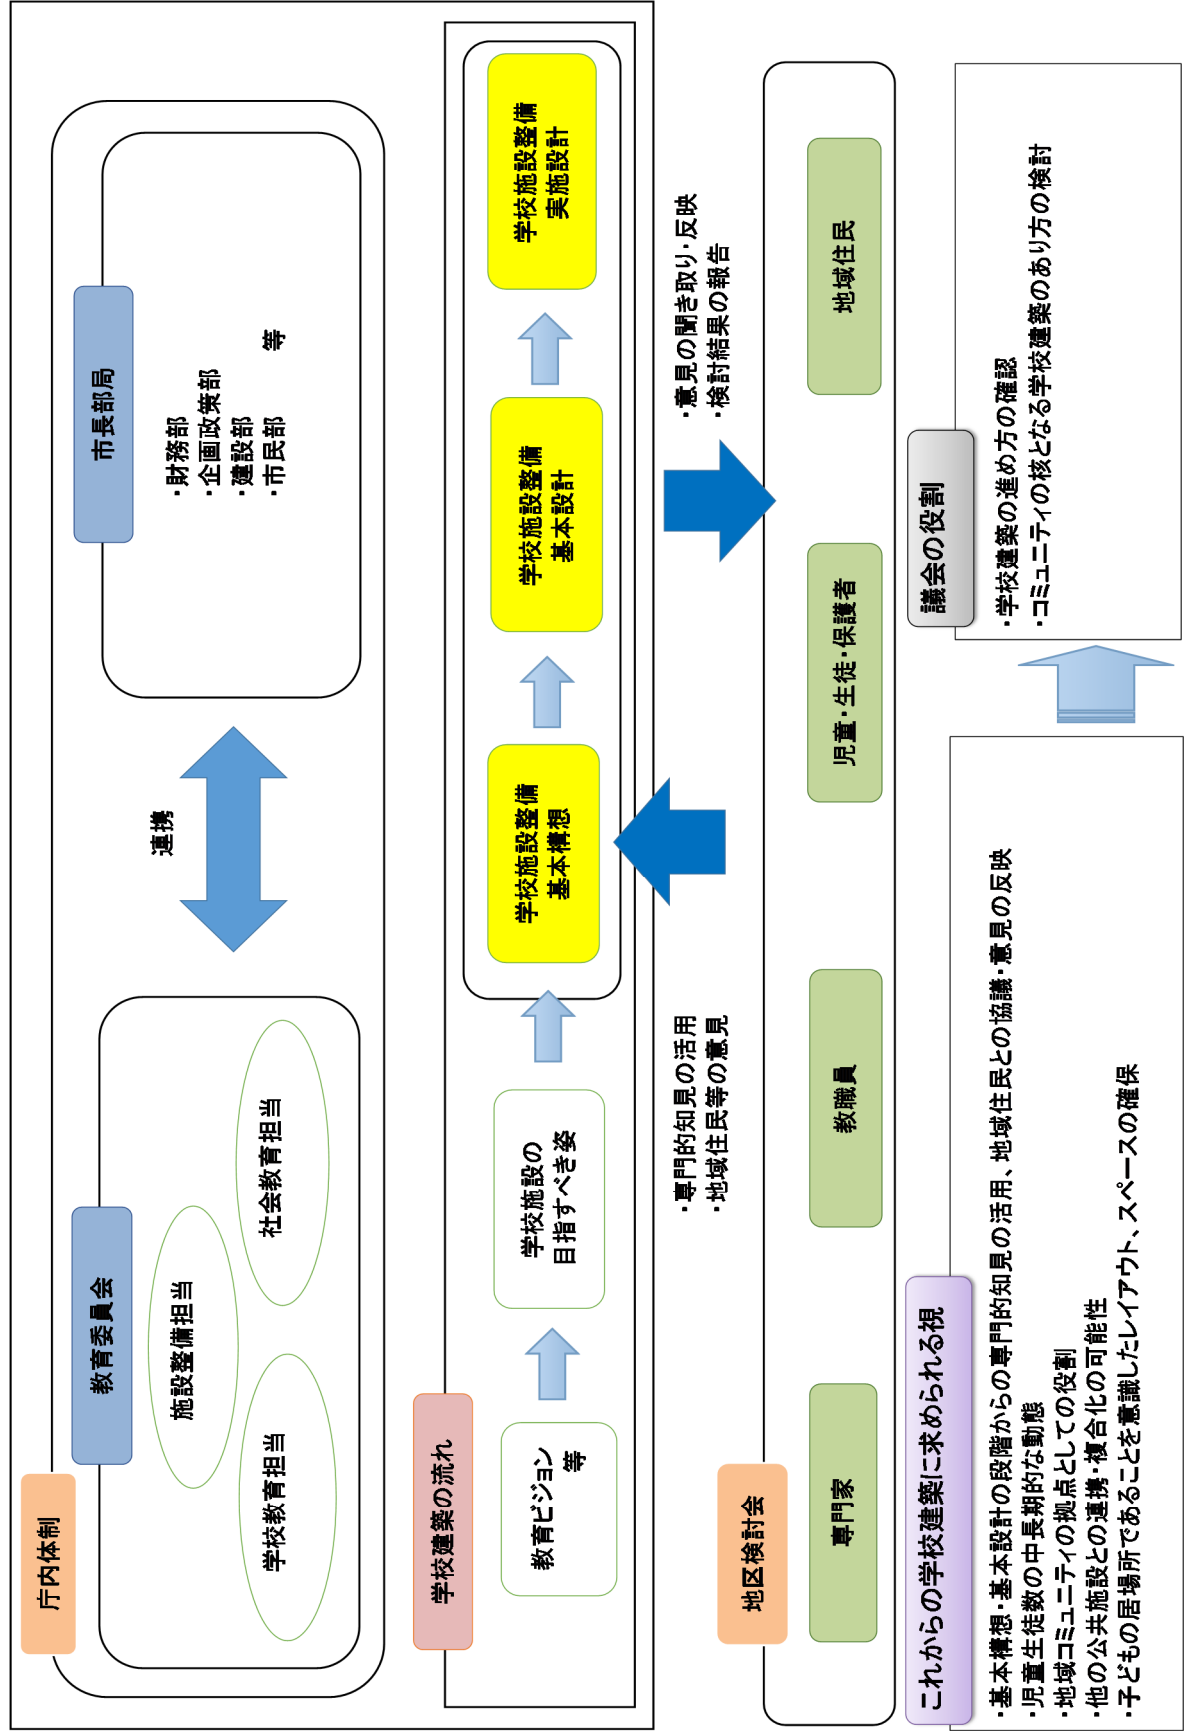 庁内体制
教育委員会
施設整備担当
学校教育担当
社会教育担当
連携
市長部局
・財務部
・企画政策部
・建設部
・市民部　　等
学校建築の流れ
教育ビジョン
等
学校施設の
目指すべき姿
学校施設整備
基本構想
学校施設整備
基本設計
学校施設整備
実施設計
・専門的知見の活用
・地域住民等の意見
・意見の聞き取り・反映
・検討結果の報告
地区検討会
専門家
教職員
児童・生徒・保護者
地域住民
これからの学校建築に求められる視
・基本構想・基本設計の段階からの専門的知見の活用、地域住民との協議・意見の反映
・児童生徒数の中長期的な動態
・地域コミュニティの拠点としての役割
・他の公共施設との連携・複合化の可能性
・子どもの居場所であることを意識したレイアウト、スペースの確保
議会の役割
・学校建築の進め方の確認
・コミュニティの核となる学校建築のあり方の検討